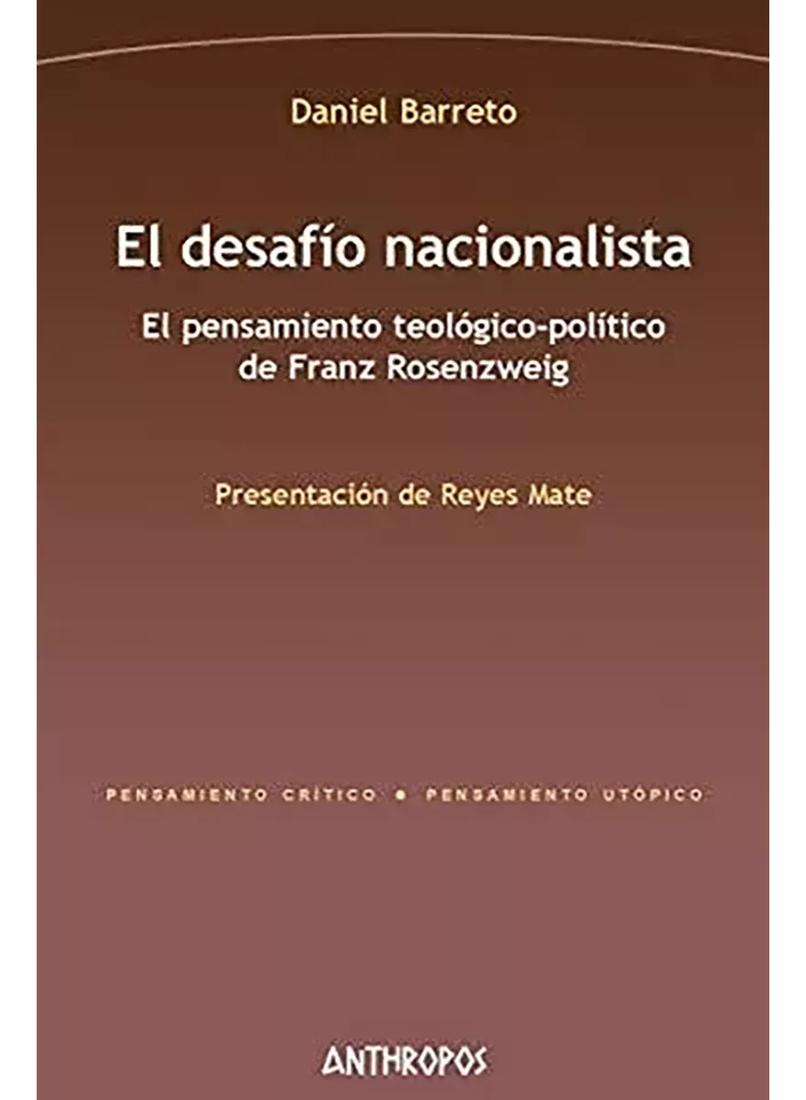 Daniel Barreto
El desafío nacionalista
El pensamiento teológico-político
de Franz Rosenzweig
Presentación de Reyes Mate
PENSAMIENTO CRÍTICO ● PENSAMIENTO UTÓPICO
ANTHROPOS